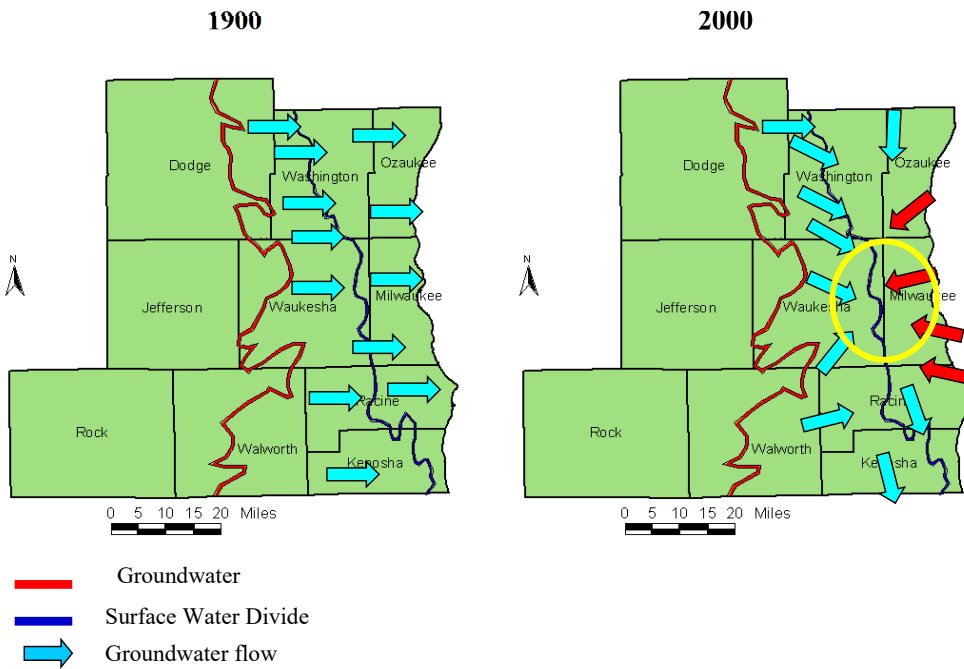 1900
2000
N
Dodge
Washington
Ozaukee
Jefferson
Waukesha
Milwaukee
Rock
Walworth
Racine
Kenosha
0 5 10 15 20 Miles
N
Dodge
Washington
Ozaukee
Jefferson
Waukesha
Milwaukee
Rock
Walworth
Racine
Kenosha
0 5 10 15 20 Miles
Groundwater
Surface Water Divide
Groundwater flow